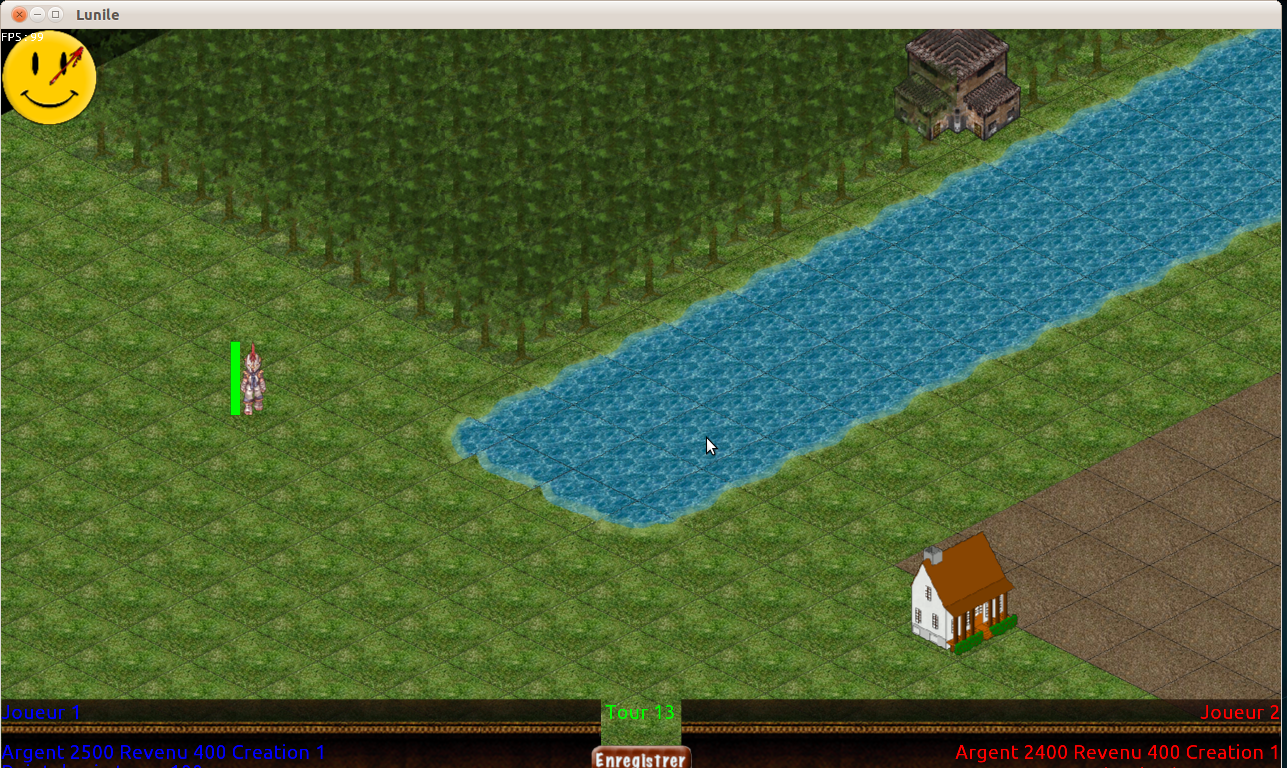 Lunile
FPS: 99
Joueur 1
Tour 13
Joueur 2
Argent 2500 Revenu 400 Creation 1
Argent 2400 Revenu 400 Creation 1
Enregistrer